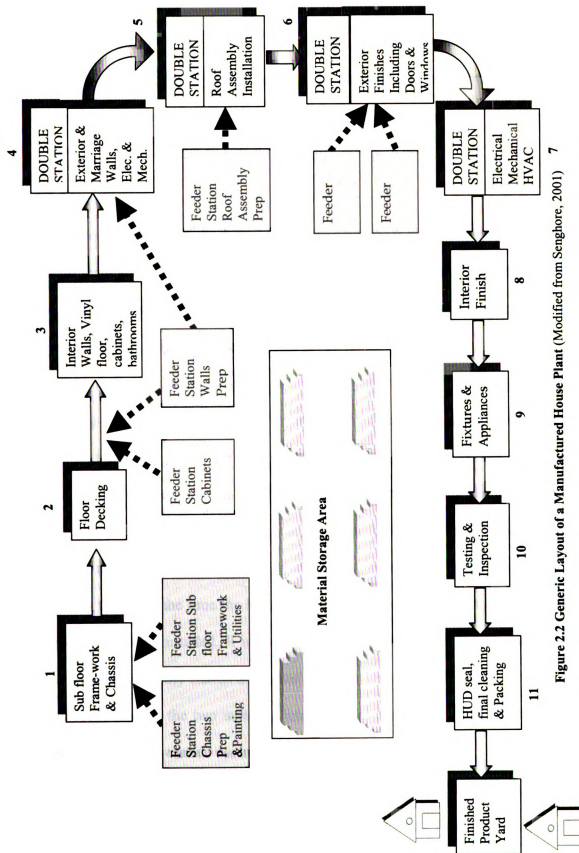 1
Sub floor
Frame-work
& Chassis
Feeder
Station
Chassis
Prep
&Painting
Feeder
Station Sub
floor
Framework
& Utilities
2
Floor
Decking
Feeder
Station
Cabinets
Feeder
Station
Walls
Prep
3
Interior
Walls, Vinyl
floor,
cabinets,
bathrooms
4
DOUBLE
STATION
Exterior &
Marriage
Walls,
Elec. &
Mech.
5
DOUBLE
STATION
Roof
Assembly
Installation
Feeder
Station
Roof
Assembly
Prep
6
DOUBLE
STATION
Exterior
Finishes
Including
Doors &
Windows
Feeder
Feeder
DOUBLE
STATION
Electrical
Mechanical
HVAC
7
Interior
Finish
8
Fixtures &
Appliances
9
Testing &
Inspection
10
HUD seal,
final cleaning
& Packing
11
Finished
Product
Yard
Material Storage Area
Figure 2.2 Generic Layout of a Manufactured House Plant (Modified from Senghore, 2001)